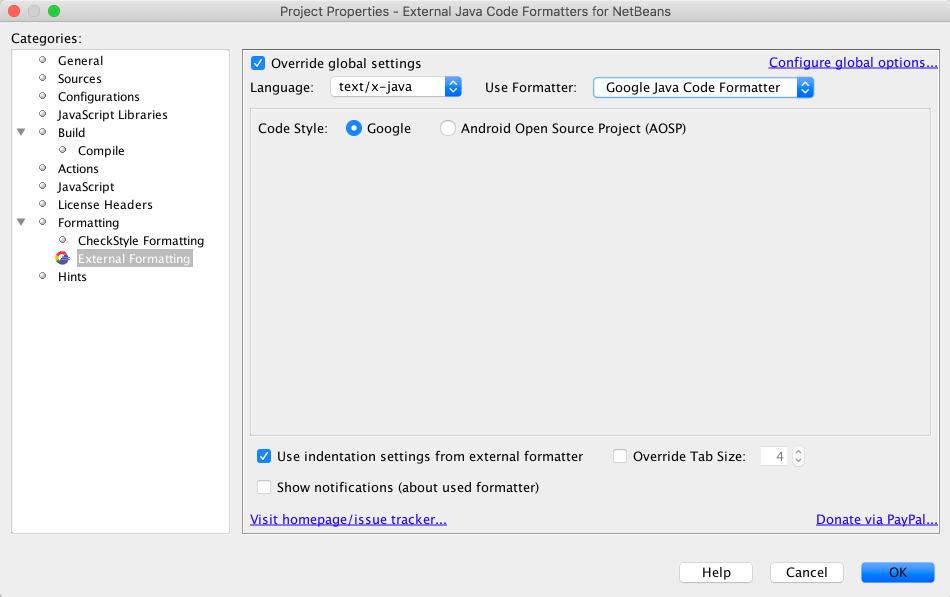 Project Properties - External Java Code Formatters for NetBeans
Categories:
General
Sources
Configurations
JavaScript Libraries
Build
Compile
Actions
JavaScript
License Headers
Formatting
CheckStyle Formatting
External Formatting
Hints
Override global settings Configure global options...
Language: text/x-java Use Formatter: Google Java Code Formatter
Code Style: Google Android Open Source Project (AOSP)
Use indentation settings from external formatter Override Tab Size: 4
Show notifications (about used formatter)
Visit homepage/issue tracker... Donate via PayPal...
Help Cancel OK